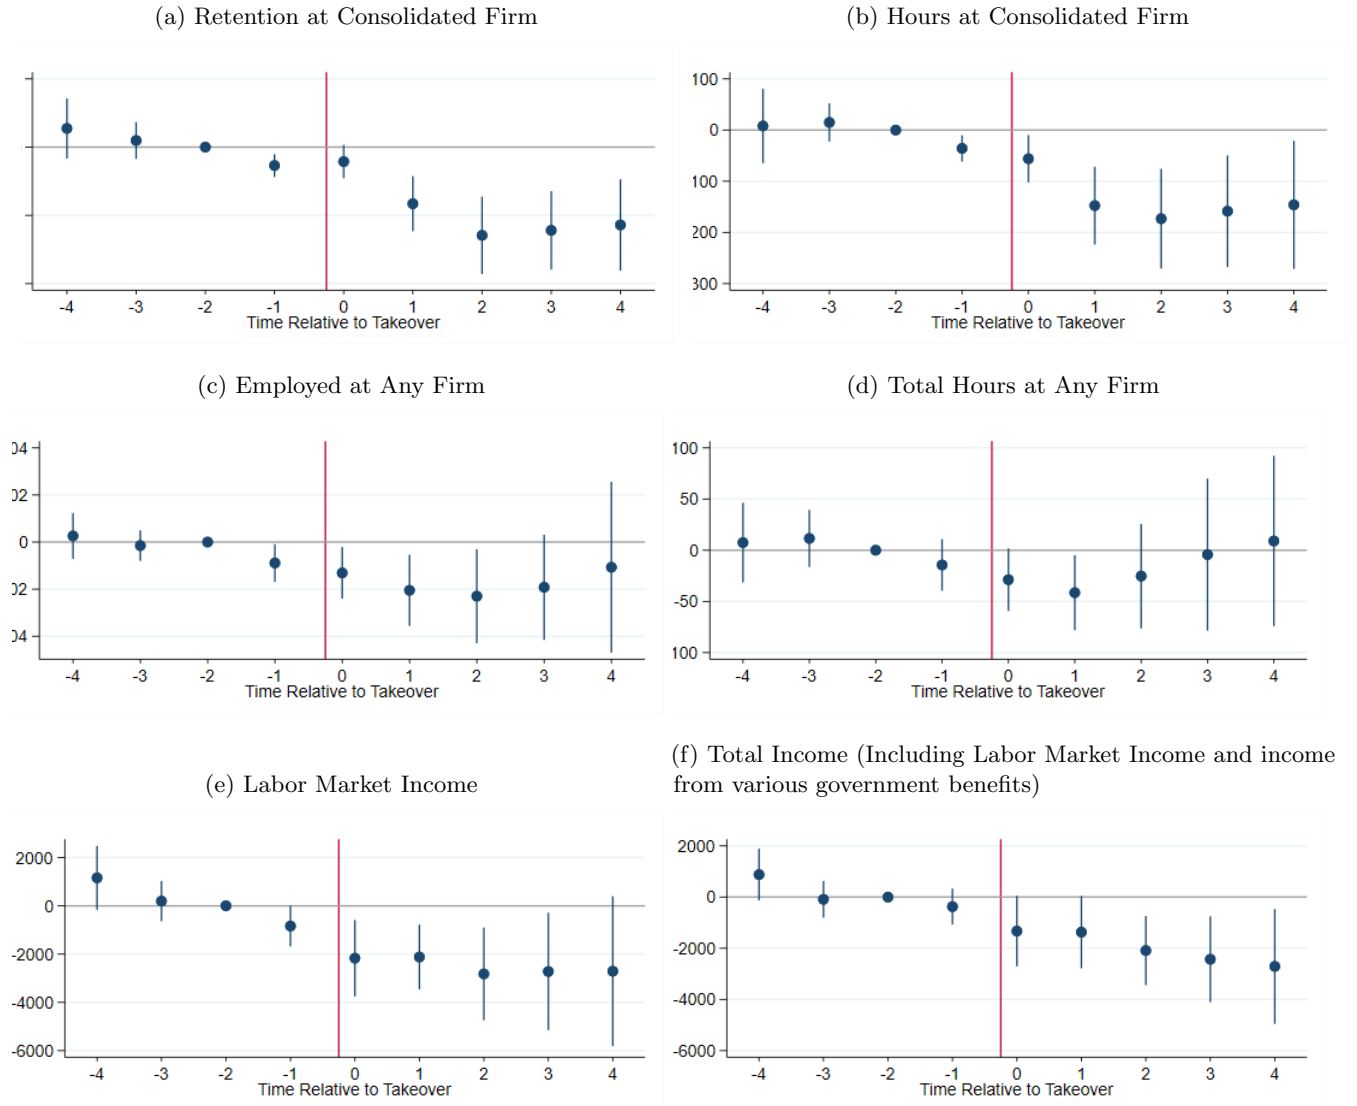 (a) Retention at Consolidated Firm
-4 -3 -2 -1 0 1 2 3 4
Time Relative to Takeover
(b) Hours at Consolidated Firm
100
0
100
200
300
-4 -3 -2 -1 0 1 2 3 4
Time Relative to Takeover
(c) Employed at Any Firm
04
02
0
02
04
-4 -3 -2 -1 0 1 2 3 4
Time Relative to Takeover
(d) Total Hours at Any Firm
100
50
0
-50
100
-4 -3 -2 -1 0 1 2 3 4
Time Relative to Takeover
(e) Labor Market Income
2000
0
-2000
-4000
-6000
-4 -3 -2 -1 0 1 2 3 4
Time Relative to Takeover
(f) Total Income (Including Labor Market Income and income
from various government benefits)
2000
0
-2000
-4000
-6000
-4 -3 -2 -1 0 1 2 3 4
Time Relative to Takeover